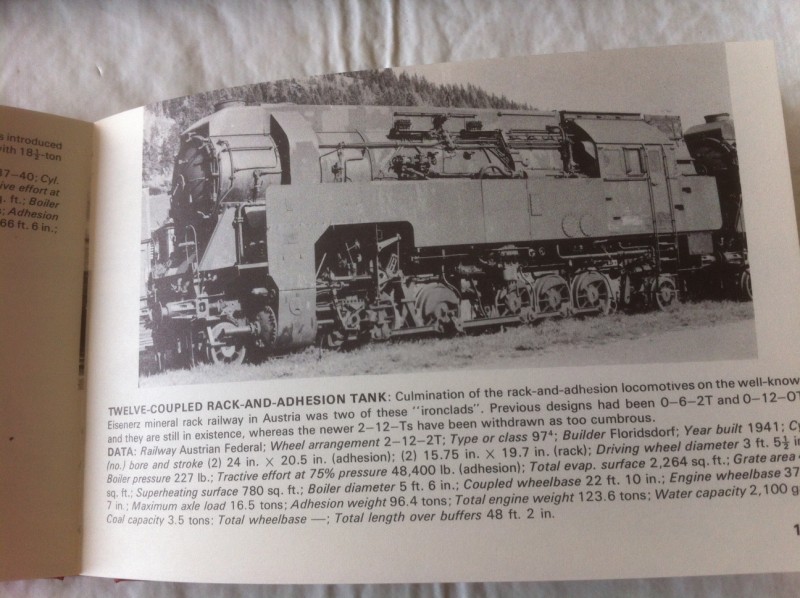 s introduced
with 18½-ton
37–40; Cyl.
tive effort at
q. ft.; Boiler
s; Adhesion
66 ft. 6 in.;
TWELVE-COUPLED RACK-AND-ADHESION TANK: Culmination of the rack-and-adhesion locomotives on the well-know
Eisenerz mineral rack railway in Austria was two of these "ironclads". Previous designs had been 0–6–2T and 0–12–0T
and they are still in existence, whereas the newer 2–12–Ts have been withdrawn as too cumbrous.
DATA: Railway Austrian Federal; Wheel arrangement 2–12–2T; Type or class 97⁴; Builder Floridsdorf; Year built 1941; Cy
(no.) bore and stroke (2) 24 in. X 20.5 in. (adhesion); (2) 15.75 in. X 19.7 in. (rack); Driving wheel diameter 3 ft. 5½ in
Boiler pressure 227 lb.; Tractive effort at 75% pressure 48,400 lb. (adhesion); Total evap. surface 2,264 sq. ft.; Grate area
sq. ft.; Superheating surface 780 sq. ft.; Boiler diameter 5 ft. 6 in.; Coupled wheelbase 22 ft. 10 in.; Engine wheelbase 37
7 in.; Maximum axle load 16.5 tons; Adhesion weight 96.4 tons; Total engine weight 123.6 tons; Water capacity 2,100 g
Coal capacity 3.5 tons; Total wheelbase —; Total length over buffers 48 ft. 2 in.